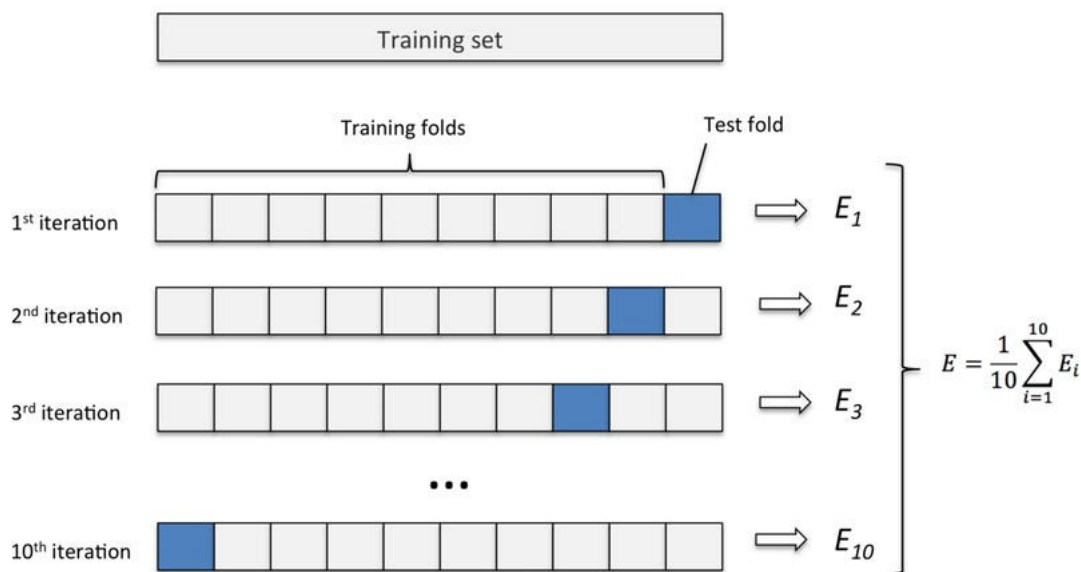 Training set
Training folds
Test fold
1st iteration
E1
2nd iteration
E2
3rd iteration
E3
E = 1/10 ∑ i=1 10 Ei
...
10th iteration
E10